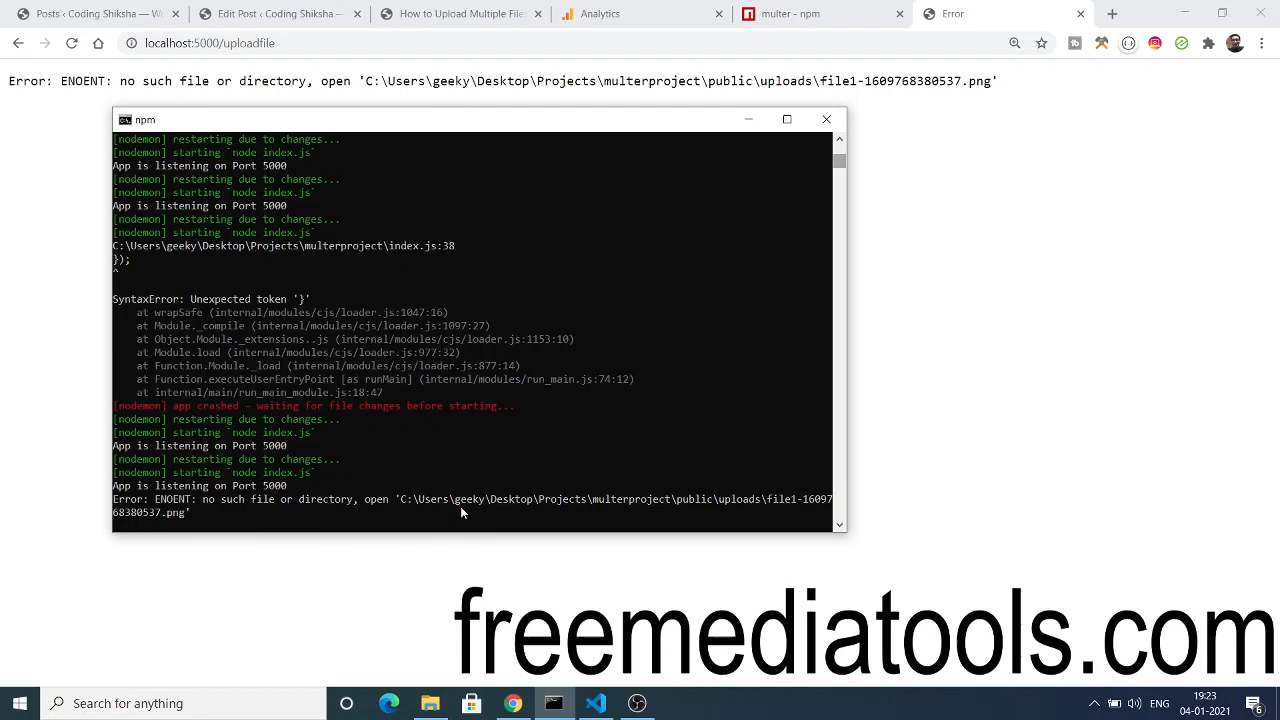 Posts ‹ Coding Shiksha — Wo
Edit Post ‹ Coding Shiksha —
How to Upload Multiple Files
Analytics
multer - npm
Error
localhost:5000/uploadfile
Error: ENOENT: no such file or directory, open 'C:\Users\geeky\Desktop\Projects\multerproject\public\uploads\file1-1609768380537.png'
npm
[nodemon] restarting due to changes...
[nodemon] starting `node index.js`
App is listening on Port 5000
[nodemon] restarting due to changes...
[nodemon] starting `node index.js`
App is listening on Port 5000
[nodemon] restarting due to changes...
[nodemon] starting `node index.js`
C:\Users\geeky\Desktop\Projects\multerproject\index.js:38
});
^
SyntaxError: Unexpected token '}'
at wrapSafe (internal/modules/cjs/loader.js:1047:16)
at Module._compile (internal/modules/cjs/loader.js:1097:27)
at Object.Module._extensions..js (internal/modules/cjs/loader.js:1153:10)
at Module.load (internal/modules/cjs/loader.js:977:32)
at Function.Module._load (internal/modules/cjs/loader.js:877:14)
at Function.executeUserEntryPoint [as runMain] (internal/modules/run_main.js:74:12)
at internal/main/run_main_module.js:18:47
[nodemon] app crashed - waiting for file changes before starting...
[nodemon] restarting due to changes...
[nodemon] starting `node index.js`
App is listening on Port 5000
[nodemon] restarting due to changes...
[nodemon] starting `node index.js`
App is listening on Port 5000
Error: ENOENT: no such file or directory, open 'C:\Users\geeky\Desktop\Projects\multerproject\public\uploads\file1-16097
68380537.png'
freemediatools.com
Search for anything
ENG
19:23
04-01-2021
6